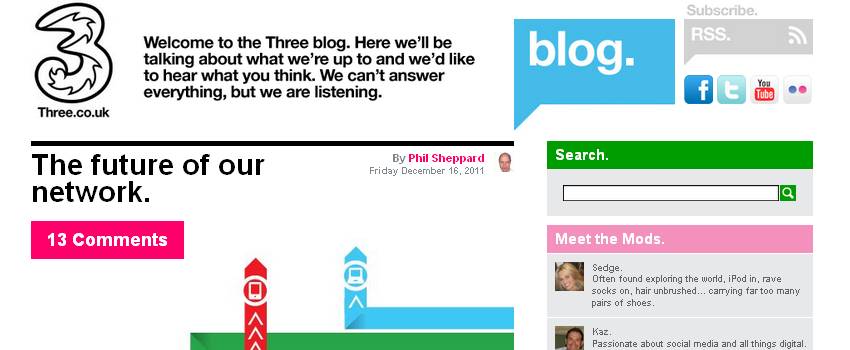 3
Three.co.uk
Welcome to the Three blog. Here we'll be
talking about what we're up to and we'd like
to hear what you think. We can't answer
everything, but we are listening.
blog.
Subscribe.
RSS.
f
t
You
Tube
The future of our
network.
By Phil Sheppard
Friday December 16, 2011
13 Comments
Search.
Meet the Mods.
Sedge.
Often found exploring the world, iPod in, rave
socks on, hair unbrushed... carrying far too many
pairs of shoes.
Kaz.
Passionate about social media and all things digital.